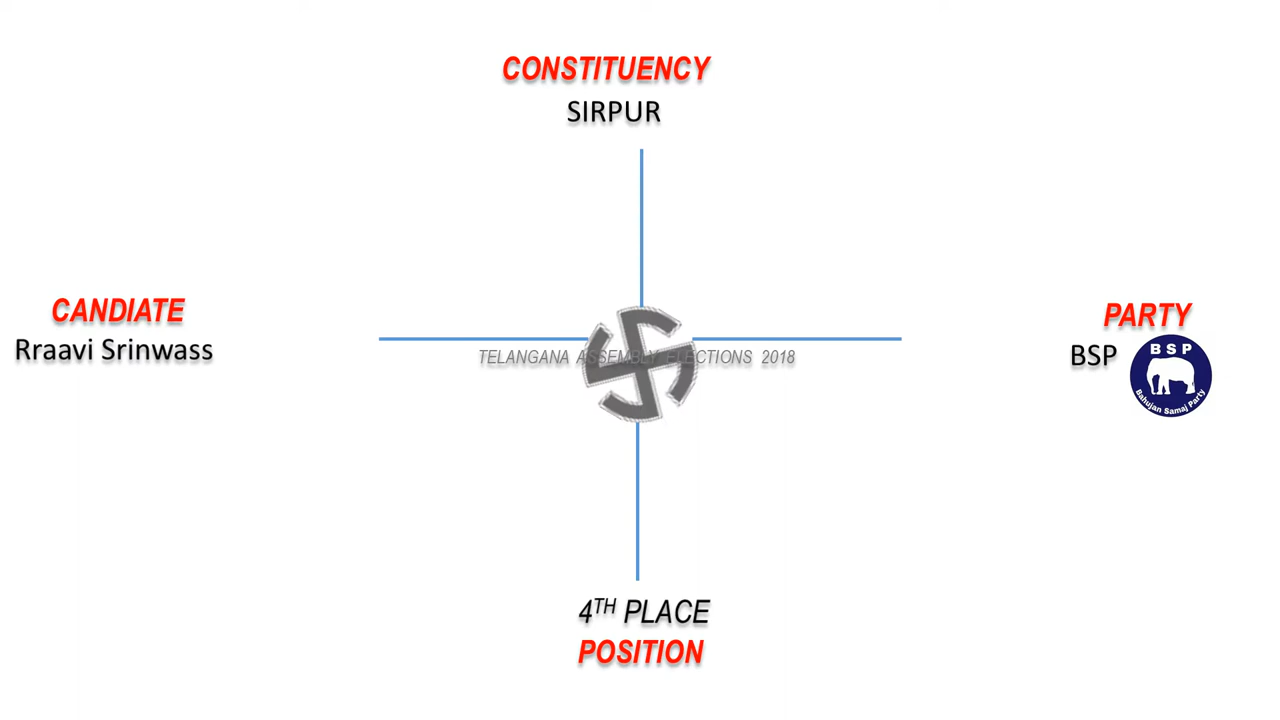 CONSTITUENCY
SIRPUR
CANDIATE
Rraavi Srinwass
TELANGANA ASSEMBLY ELECTIONS 2018
PARTY
BSP
BSP
Bahujan Samaj Party
4TH PLACE
POSITION